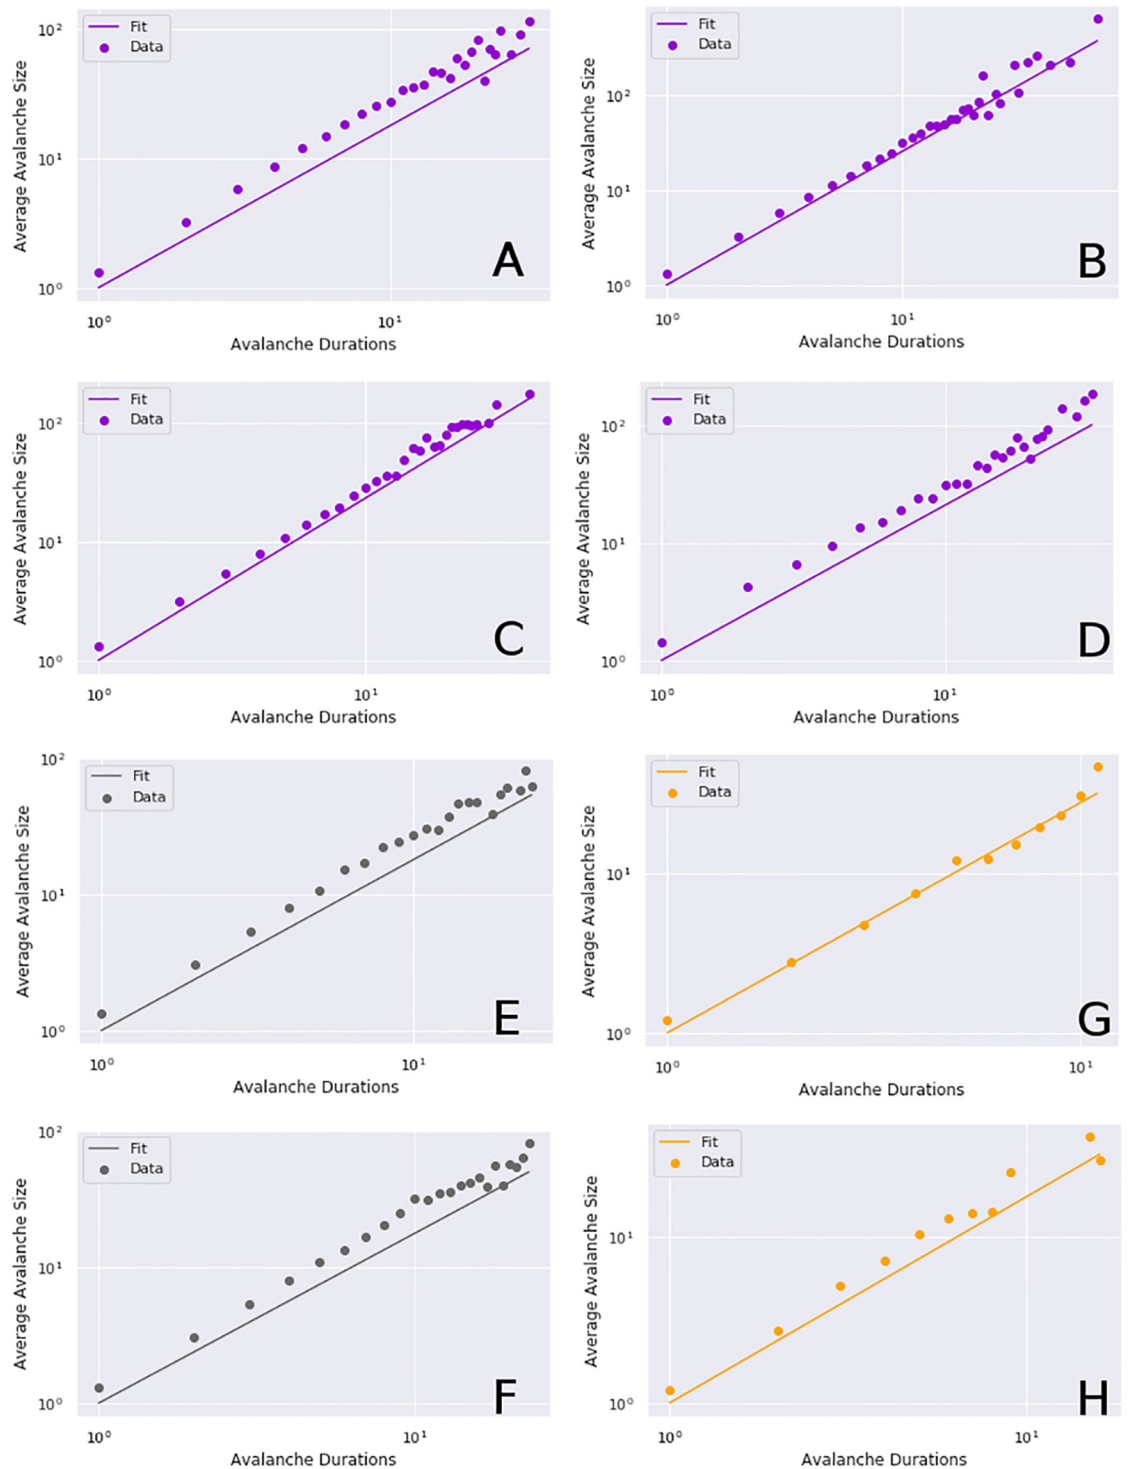 Fit
Data
10²
10¹
10⁰
Average Avalanche Size
A
10⁰ 10¹
Avalanche Durations
Fit
Data
10²
10¹
10⁰
Average Avalanche Size
B
10⁰ 10¹
Avalanche Durations
Fit
Data
10²
10¹
10⁰
Average Avalanche Size
C
10⁰ 10¹
Avalanche Durations
Fit
Data
10²
10¹
10⁰
Average Avalanche Size
D
10⁰ 10¹
Avalanche Durations
Fit
Data
10²
10¹
10⁰
Average Avalanche Size
E
10⁰ 10¹
Avalanche Durations
Fit
Data
10¹
10⁰
Average Avalanche Size
G
10⁰ 10¹
Avalanche Durations
Fit
Data
10²
10¹
10⁰
Average Avalanche Size
F
10⁰ 10¹
Avalanche Durations
Fit
Data
10¹
10⁰
Average Avalanche Size
H
10⁰ 10¹
Avalanche Durations